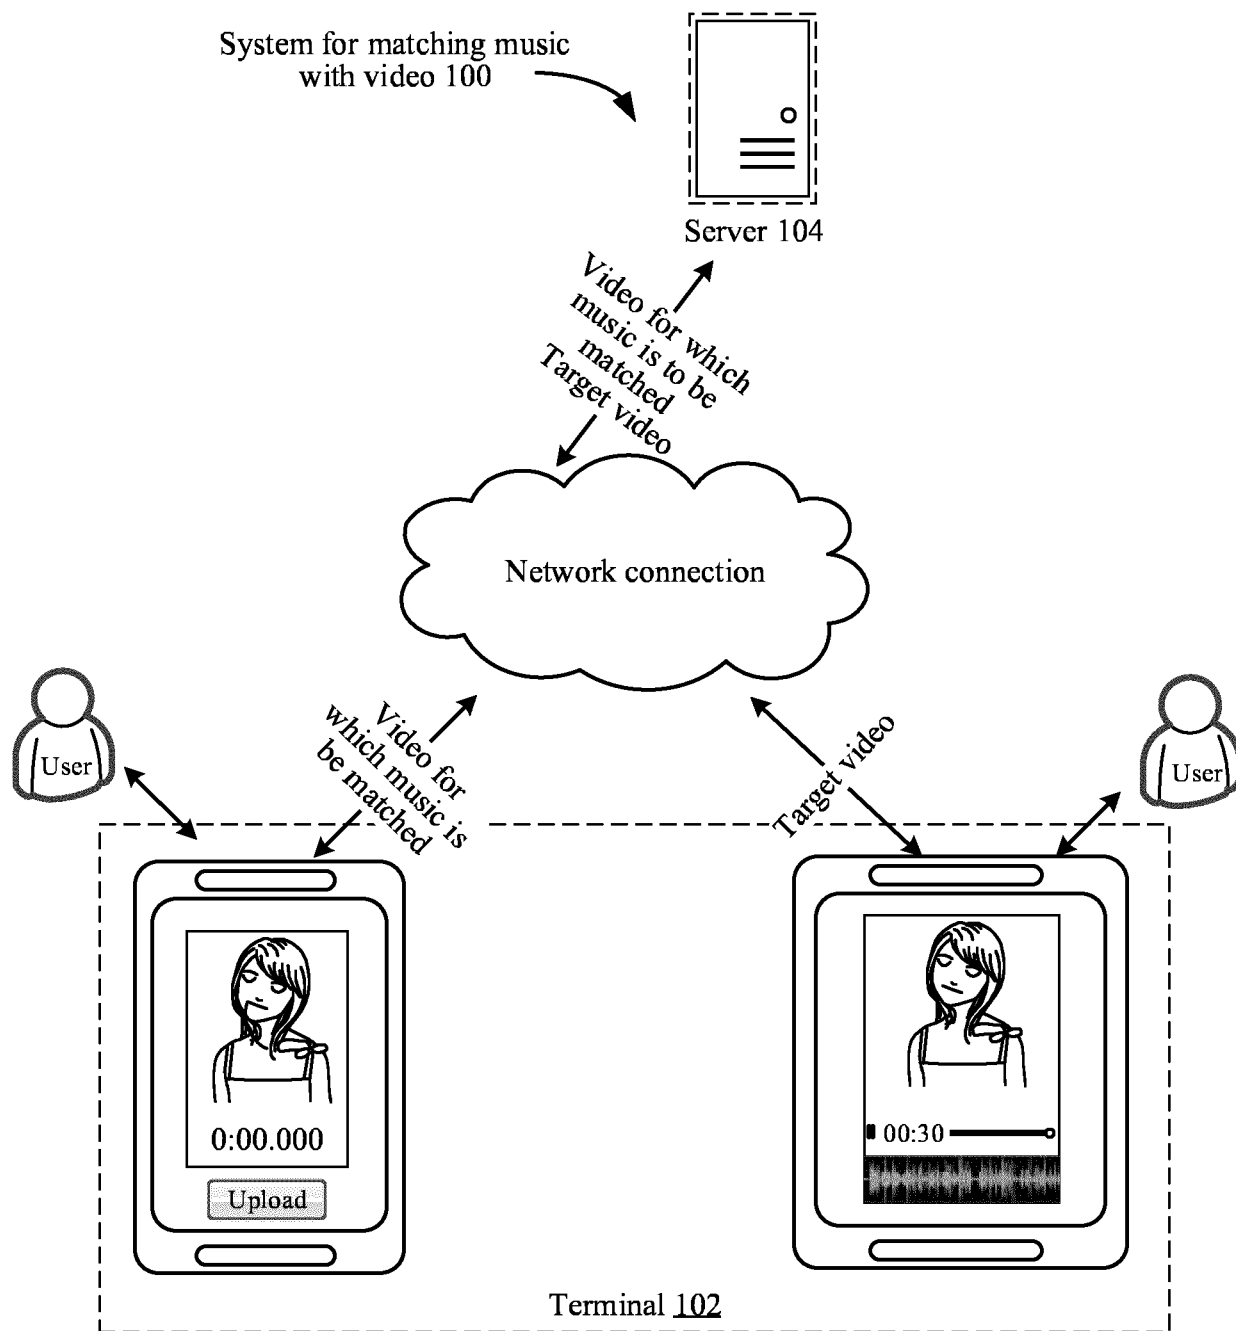 System for matching music
with video 100
Server 104
Video for which
music is to be
matched
Target video
Network connection
User
Video for
which music is
be matched
Target video
User
0:00.000
Upload
00:30
Terminal 102